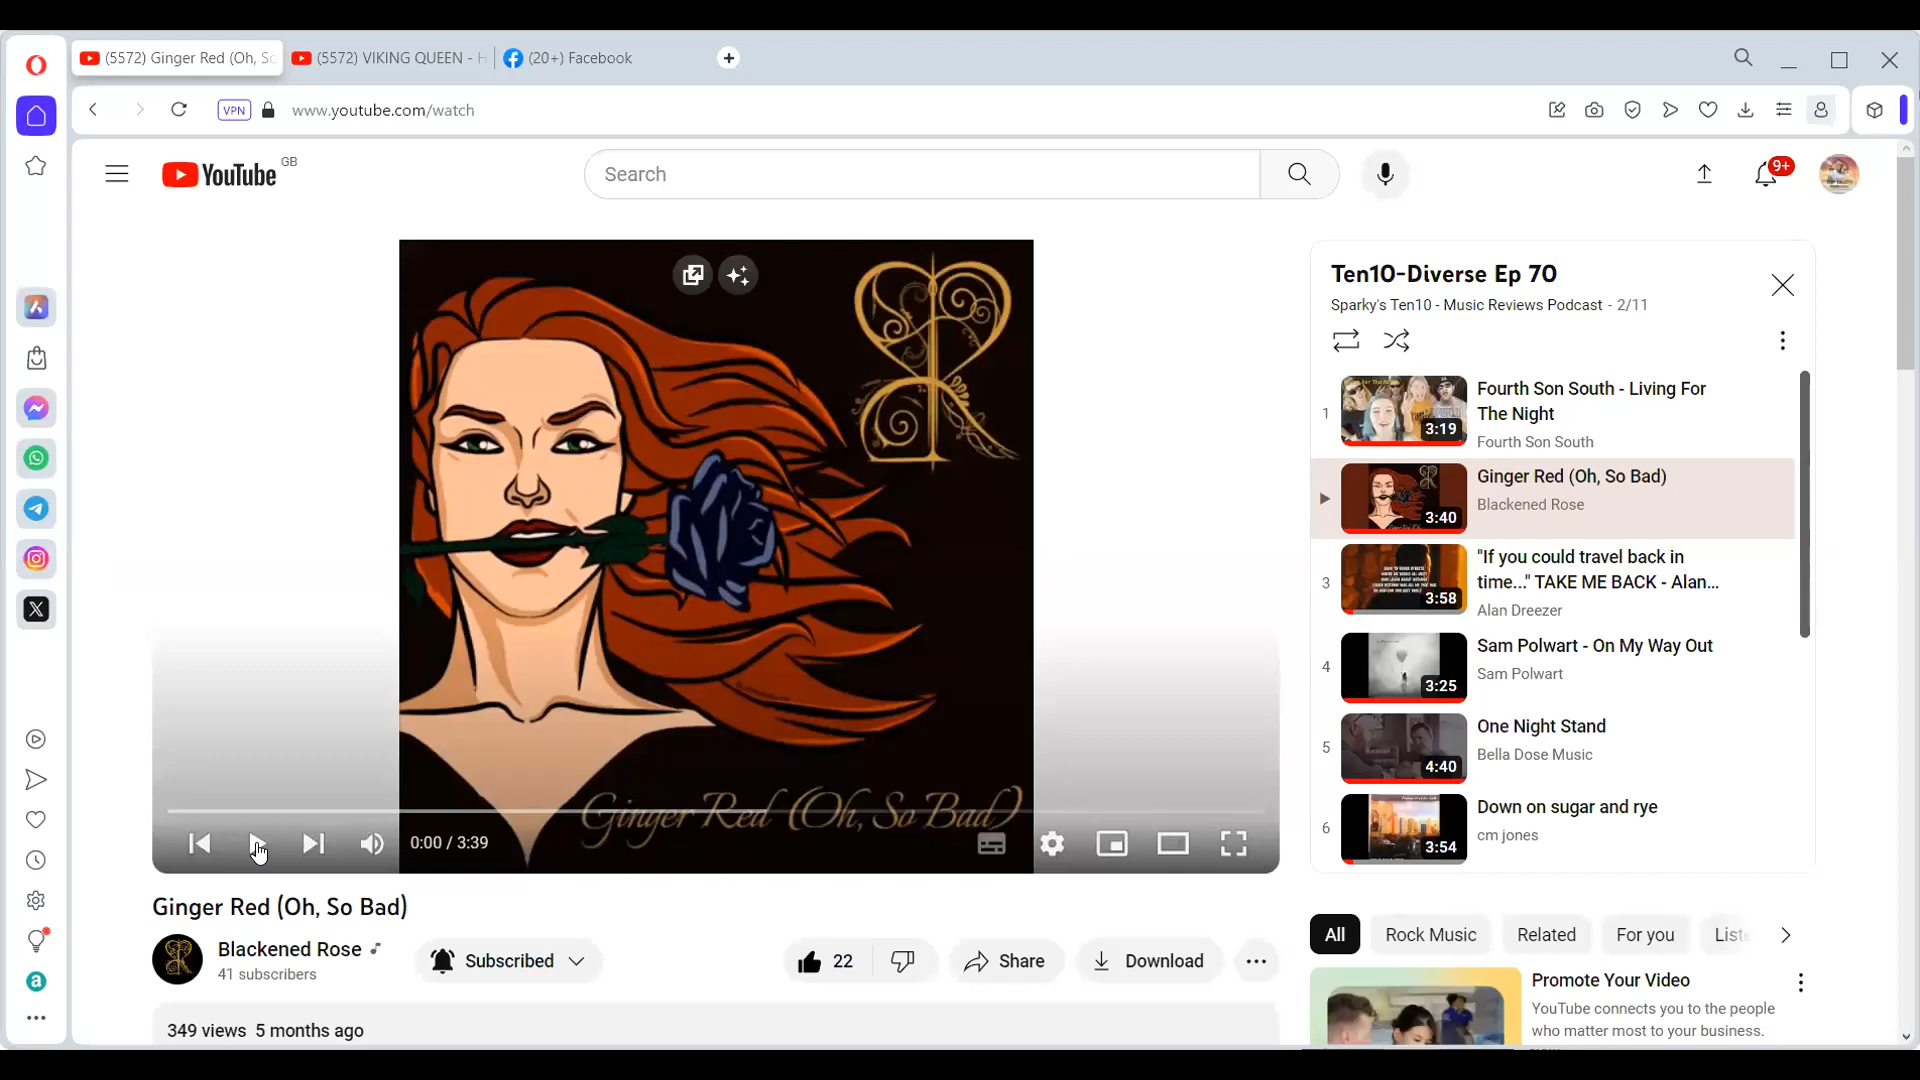 (5572) Ginger Red (Oh, So
(5572) VIKING QUEEN - H
(20+) Facebook
VPN
www.youtube.com/watch
YouTube
GB
Search
9+
Ginger Red (Oh, So Bad)
0:00 / 3:39
Ginger Red (Oh, So Bad)
Blackened Rose
41 subscribers
Subscribed
22
Share
Download
349 views 5 months ago
Ten10-Diverse Ep 70
Sparky's Ten10 - Music Reviews Podcast - 2/11
1
3:19
Fourth Son South - Living For
The Night
Fourth Son South
3:40
Ginger Red (Oh, So Bad)
Blackened Rose
3
3:58
"If you could travel back in
time..." TAKE ME BACK - Alan...
Alan Dreezer
4
3:25
Sam Polwart - On My Way Out
Sam Polwart
5
4:40
One Night Stand
Bella Dose Music
6
3:54
Down on sugar and rye
cm jones
All
Rock Music
Related
For you
List
Promote Your Video
YouTube connects you to the people
who matter most to your business.